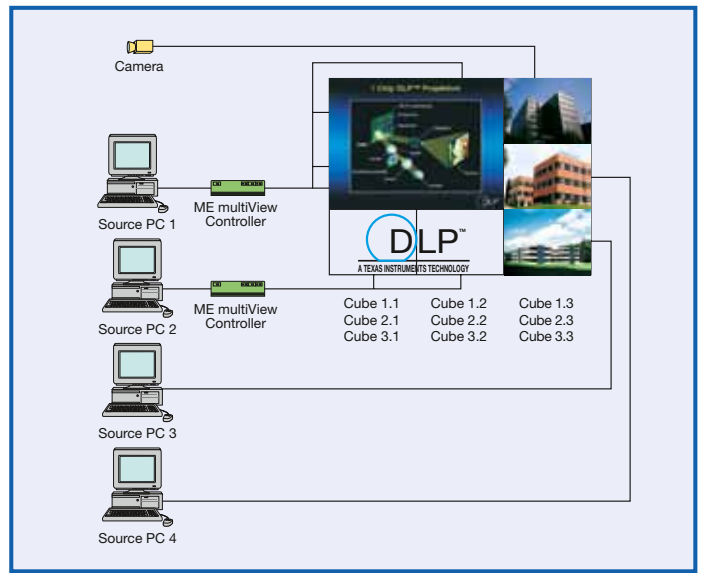 Camera
1 Chip DLP™ Projection
Source PC 1
ME multiView
Controller
DLP™
A TEXAS INSTRUMENTS TECHNOLOGY
Source PC 2
ME multiView
Controller
Cube 1.1 Cube 1.2 Cube 1.3
Cube 2.1 Cube 2.2 Cube 2.3
Cube 3.1 Cube 3.2 Cube 3.3
Source PC 3
Source PC 4